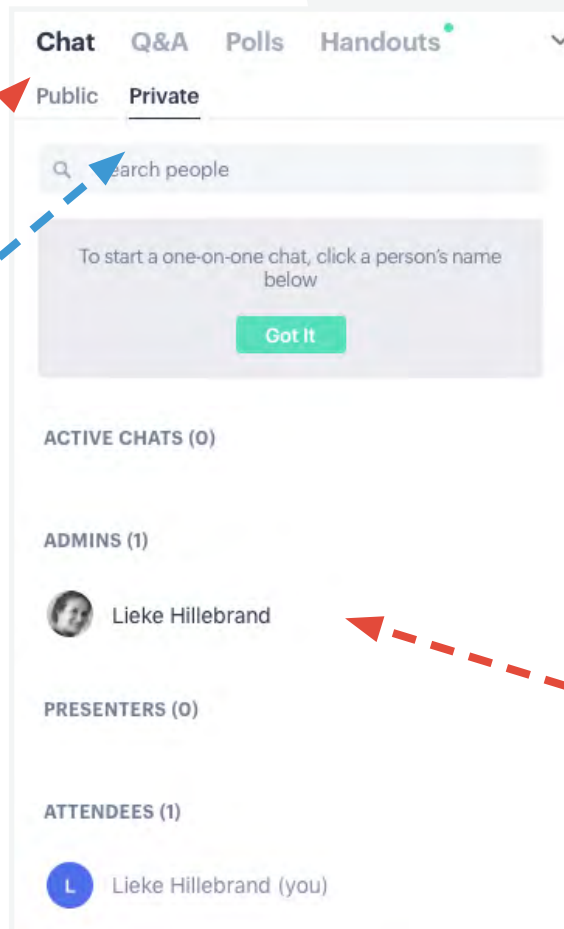 Chat Q&A Polls Handouts
Public Private
earch people
To start a one-on-one chat, click a person's name
below
Got It
ACTIVE CHATS (0)
ADMINS (1)
Lieke Hillebrand
PRESENTERS (0)
ATTENDEES (1)
L Lieke Hillebrand (you)